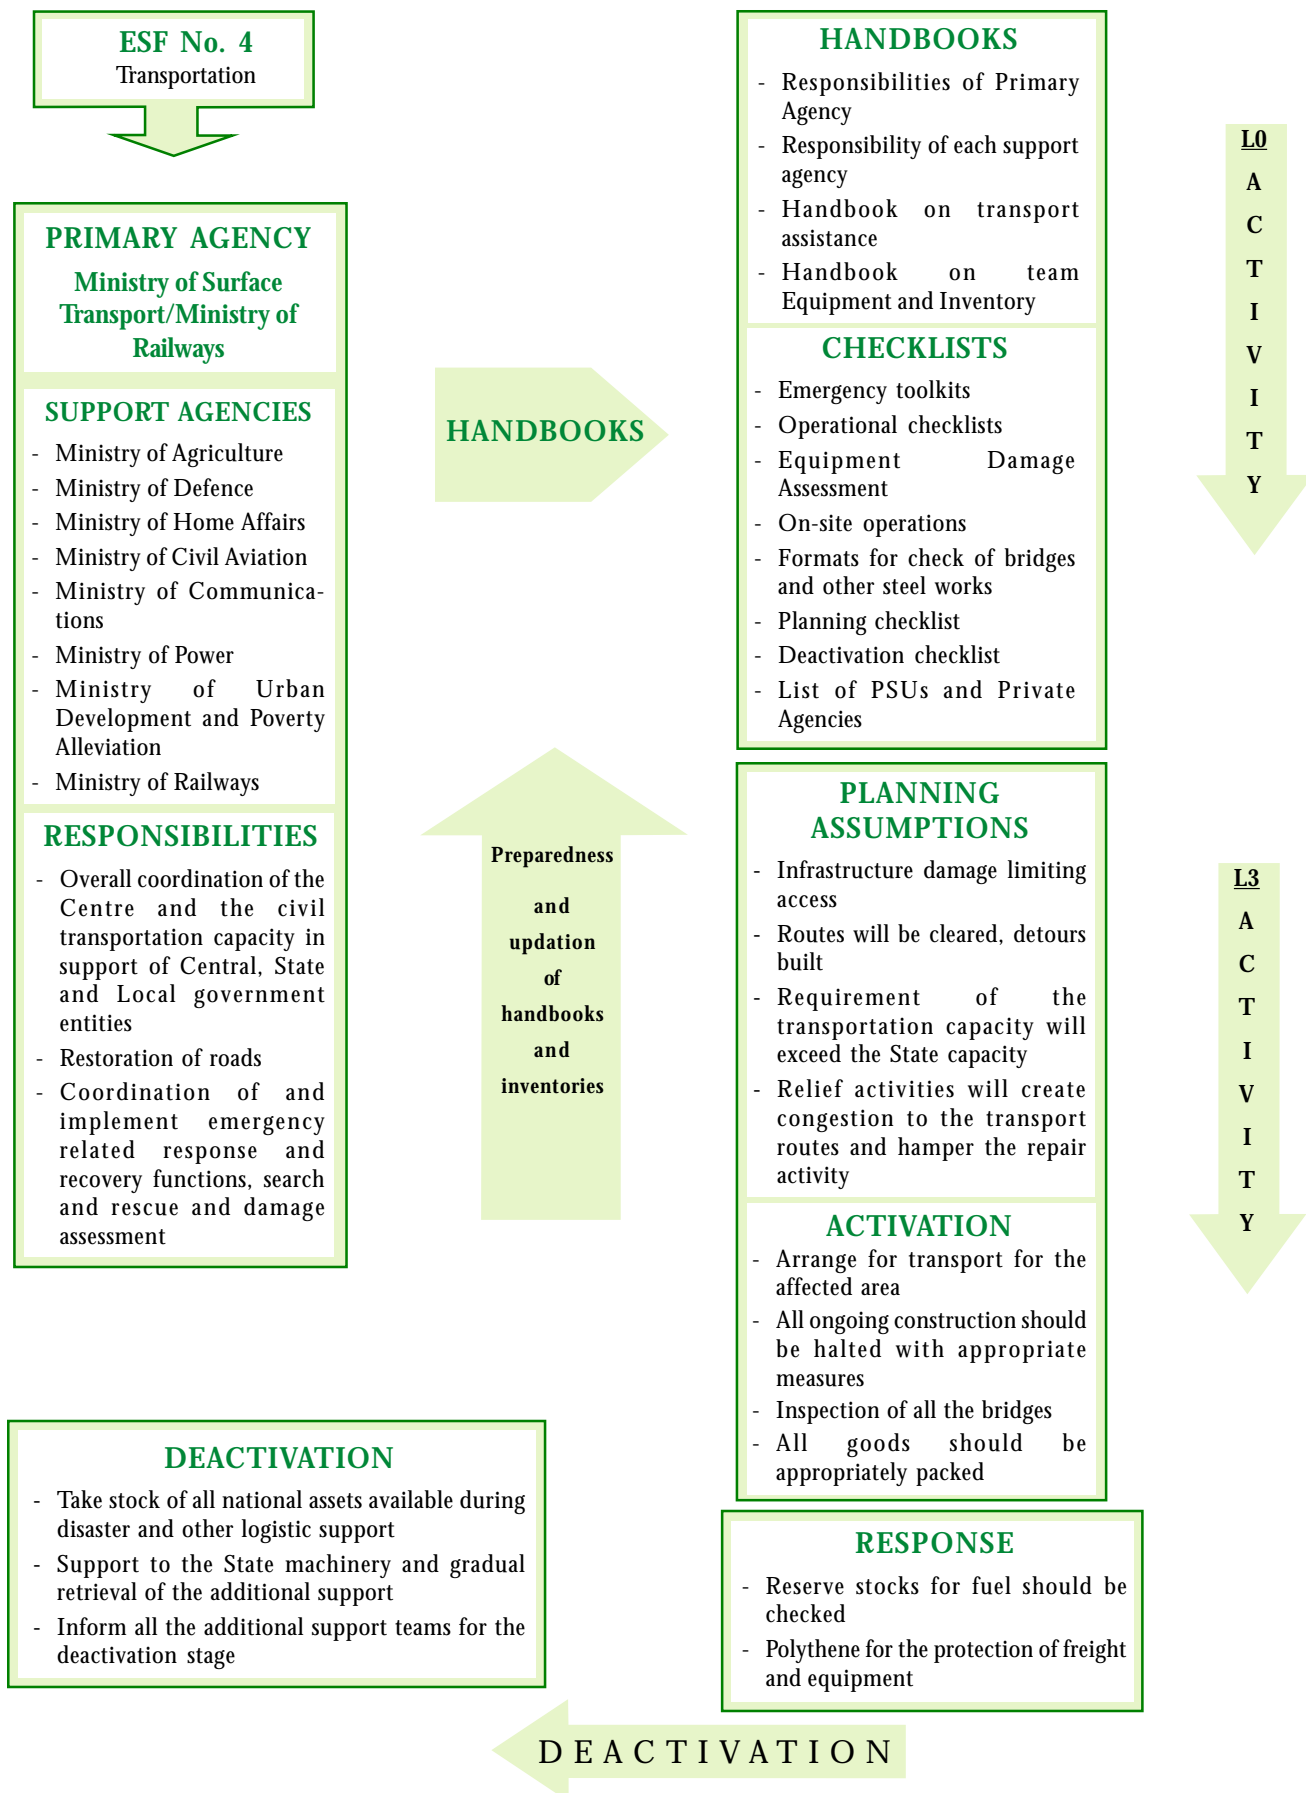 ESF No. 4
Transportation
PRIMARY AGENCY
Ministry of Surface
Transport/Ministry of
Railways
SUPPORT AGENCIES
- Ministry of Agriculture
- Ministry of Defence
- Ministry of Home Affairs
- Ministry of Civil Aviation
- Ministry of Communica-
tions
- Ministry of Power
- Ministry of Urban
Development and Poverty
Alleviation
- Ministry of Railways
RESPONSIBILITIES
- Overall coordination of the
Centre and the civil
transportation capacity in
support of Central, State
and Local government
entities
- Restoration of roads
- Coordination of and
implement emergency
related response and
recovery functions, search
and rescue and damage
assessment
HANDBOOKS
Preparedness
and
updation
of
handbooks
and
inventories
HANDBOOKS
- Responsibilities of Primary
Agency
- Responsibility of each support
agency
- Handbook on transport
assistance
- Handbook on team
Equipment and Inventory
CHECKLISTS
- Emergency toolkits
- Operational checklists
- Equipment Damage
Assessment
- On-site operations
- Formats for check of bridges
and other steel works
- Planning checklist
- Deactivation checklist
- List of PSUs and Private
Agencies
L0
A
C
T
I
V
I
T
Y
PLANNING
ASSUMPTIONS
- Infrastructure damage limiting
access
- Routes will be cleared, detours
built
- Requirement of the
transportation capacity will
exceed the State capacity
- Relief activities will create
congestion to the transport
routes and hamper the repair
activity
ACTIVATION
- Arrange for transport for the
affected area
- All ongoing construction should
be halted with appropriate
measures
- Inspection of all the bridges
- All goods should be
appropriately packed
L3
A
C
T
I
V
I
T
Y
RESPONSE
- Reserve stocks for fuel should be
checked
- Polythene for the protection of freight
and equipment
DEACTIVATION
DEACTIVATION
- Take stock of all national assets available during
disaster and other logistic support
- Support to the State machinery and gradual
retrieval of the additional support
- Inform all the additional support teams for the
deactivation stage